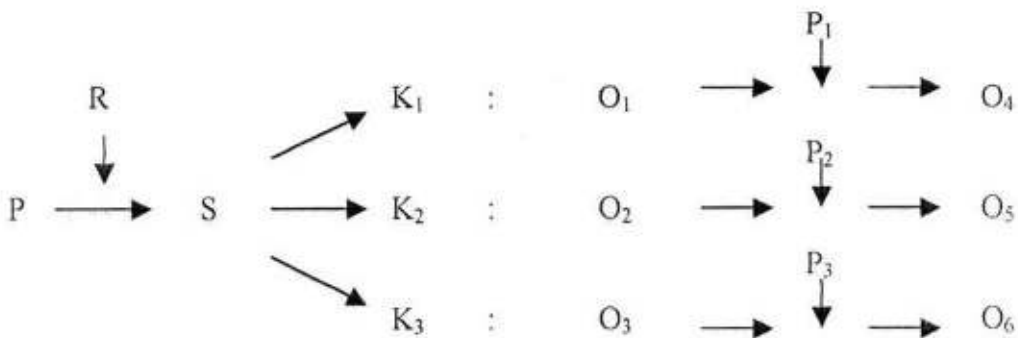 P₁
R K₁ : O₁ O₄
P₂
P S K₂ : O₂ O₅
P₃
K₃ : O₃ O₆